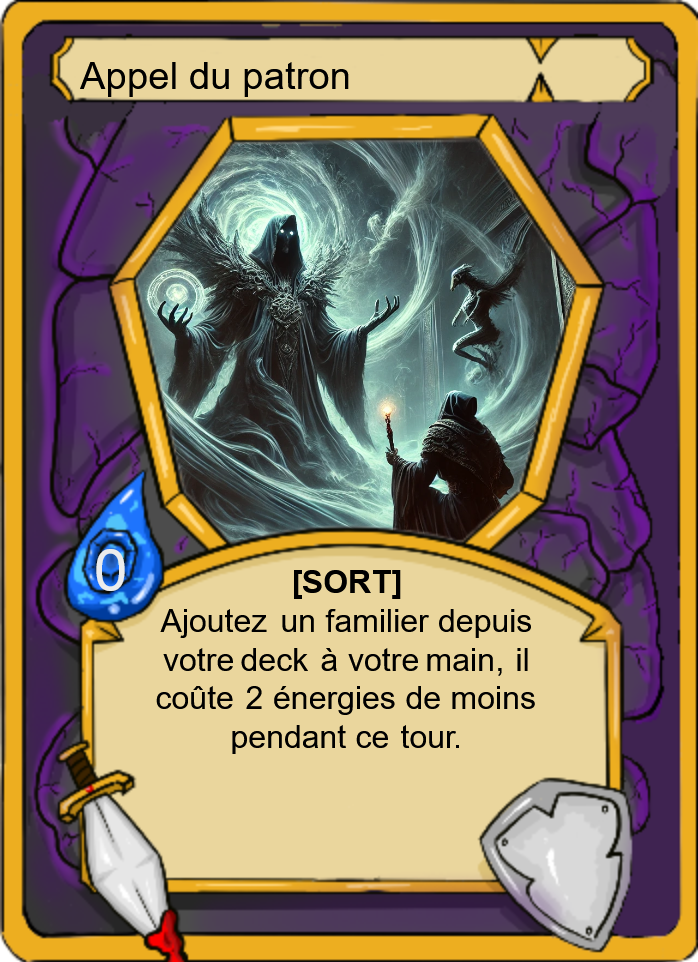 Appel du patron
0
[SORT]
Ajoutez un familier depuis
votre deck à votre main, il
coûte 2 énergies de moins
pendant ce tour.